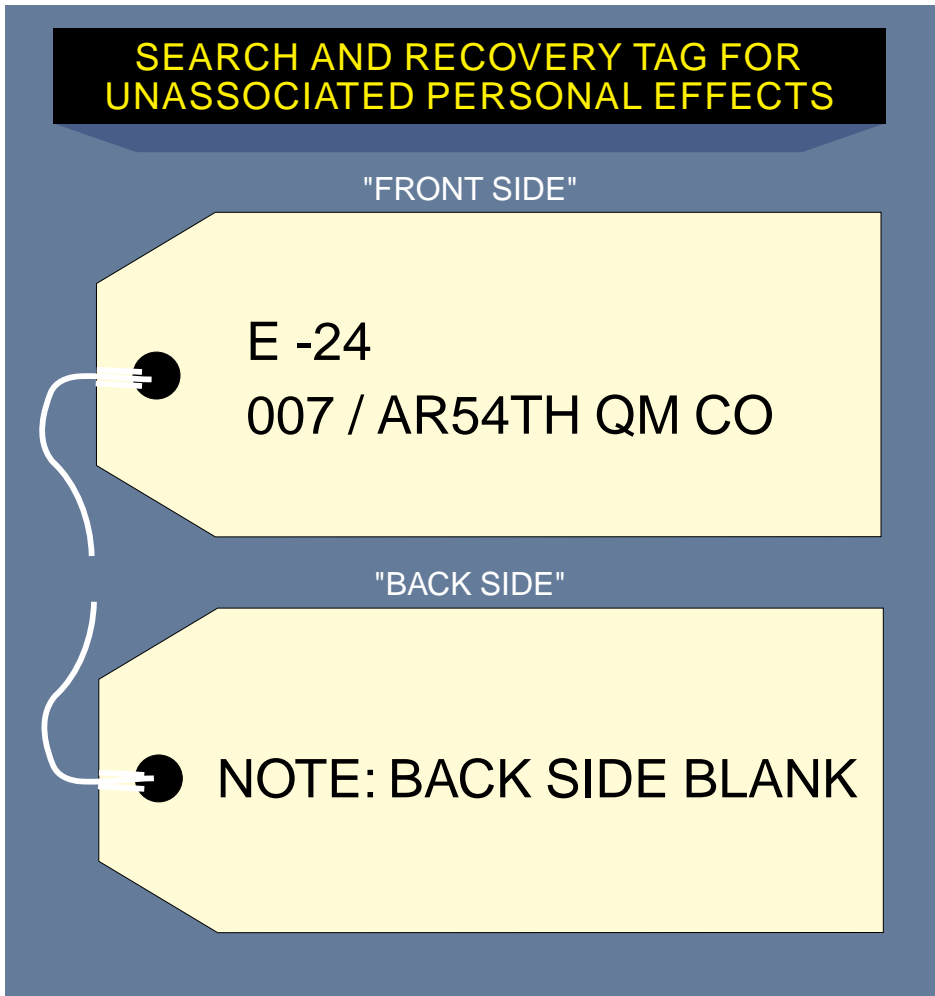 SEARCH AND RECOVERY TAG FOR
UNASSOCIATED PERSONAL EFFECTS
"FRONT SIDE"
E -24
007 / AR54TH QM CO
"BACK SIDE"
NOTE: BACK SIDE BLANK